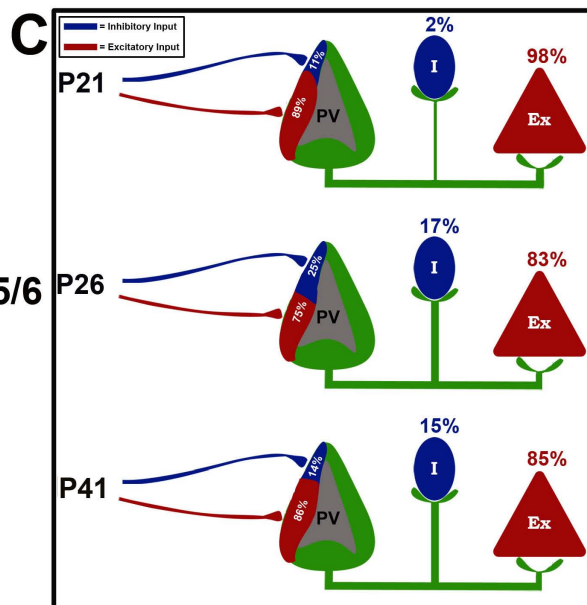 C
= Inhibitory Input
= Excitatory Input
P21
11%
89%
PV
2%
I
98%
Ex
5/6
P26
25%
75%
PV
17%
I
83%
Ex
P41
14%
86%
PV
15%
I
85%
Ex